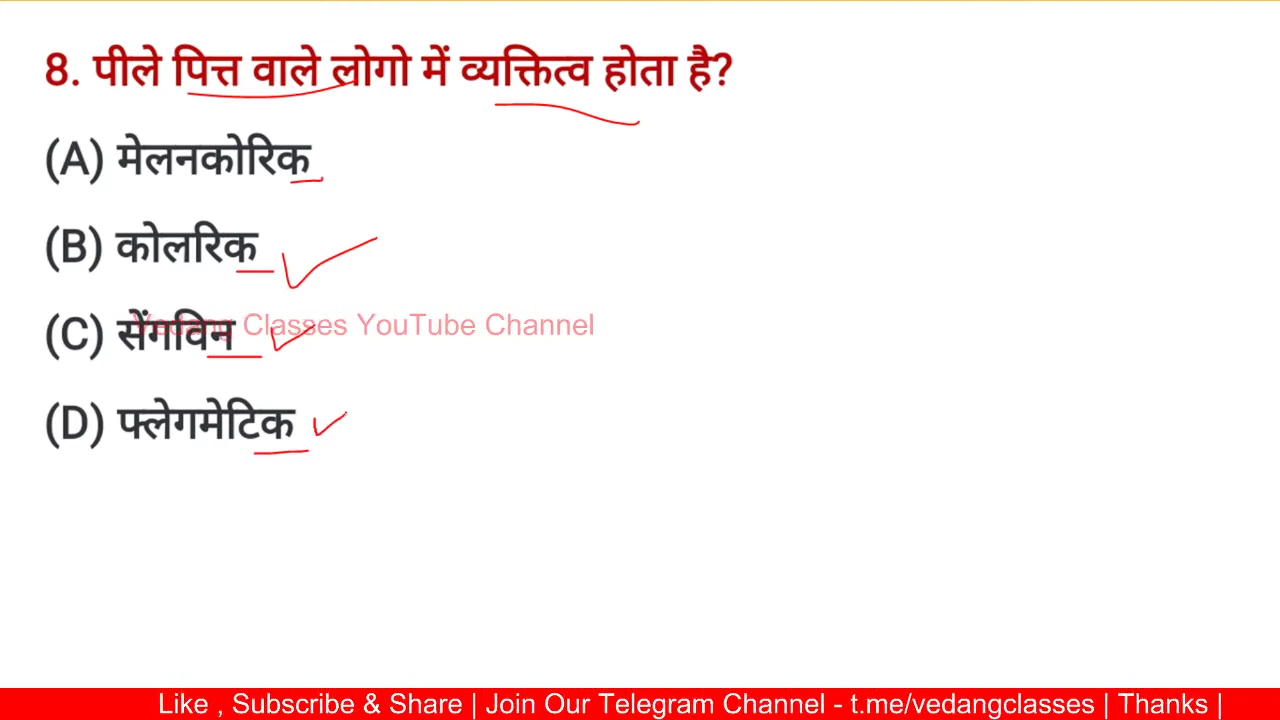 8. पीले पित्त वाले लोगो में व्यक्तित्व होता है?
(A) मेलनकोरिक
(B) कोलरिक
(C) सेंगविन
Vedang Classes YouTube Channel
(D) फ्लेगमेटिक
Like , Subscribe & Share | Join Our Telegram Channel - t.me/vedangclasses | Thanks |